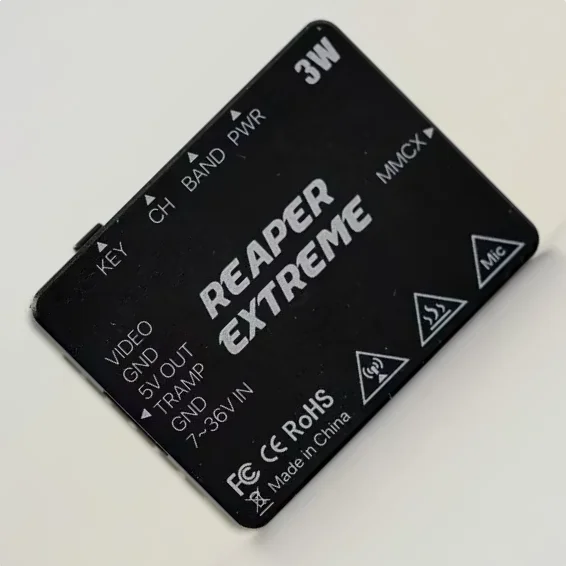 3W
PWR
BAND
CH
KEY
MMCX
REAPER
EXTREME
Mic
VIDEO
GND
5V OUT
TRAMP
GND
7~36V IN
FC CE RoHS
Made in China